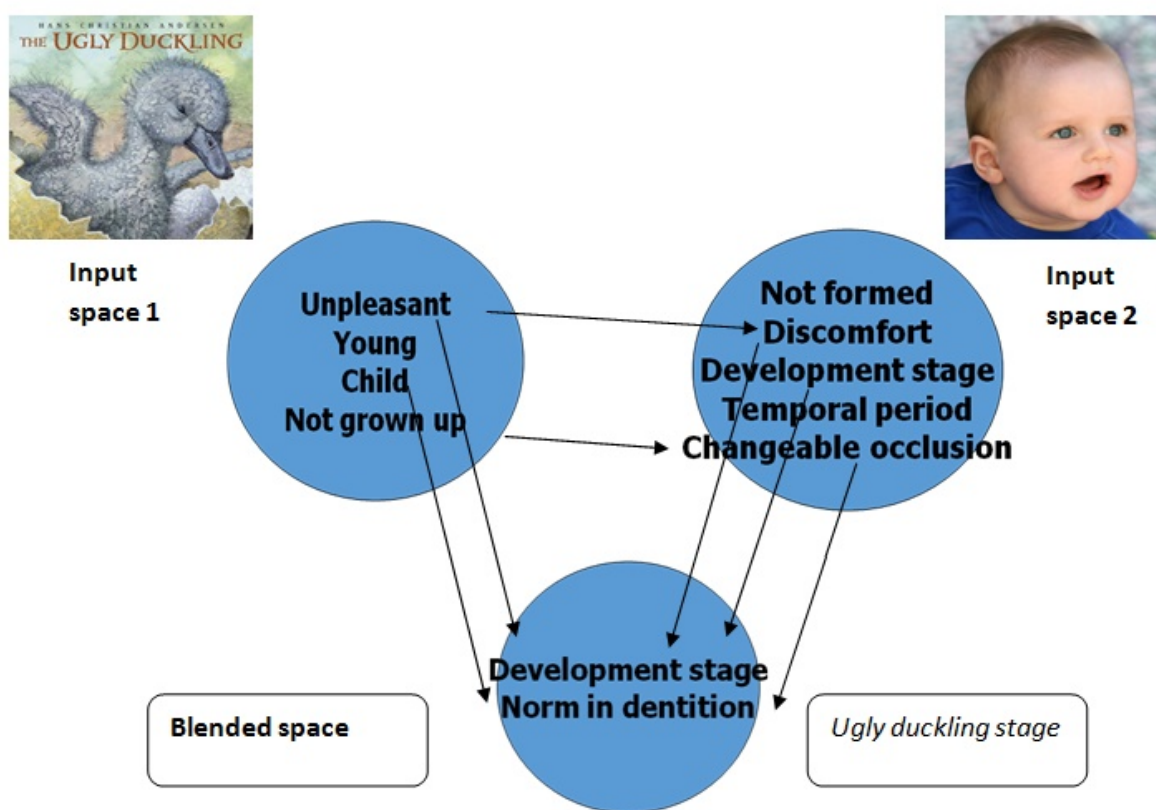 HANS CHRISTIAN ANDERSEN
THE UGLY DUCKLING
Input
space 1
Input
space 2
Unpleasant
Young
Child
Not grown up
Not formed
Discomfort
Development stage
Temporal period
Changeable occlusion
Development stage
Norm in dentition
Blended space
Ugly duckling stage